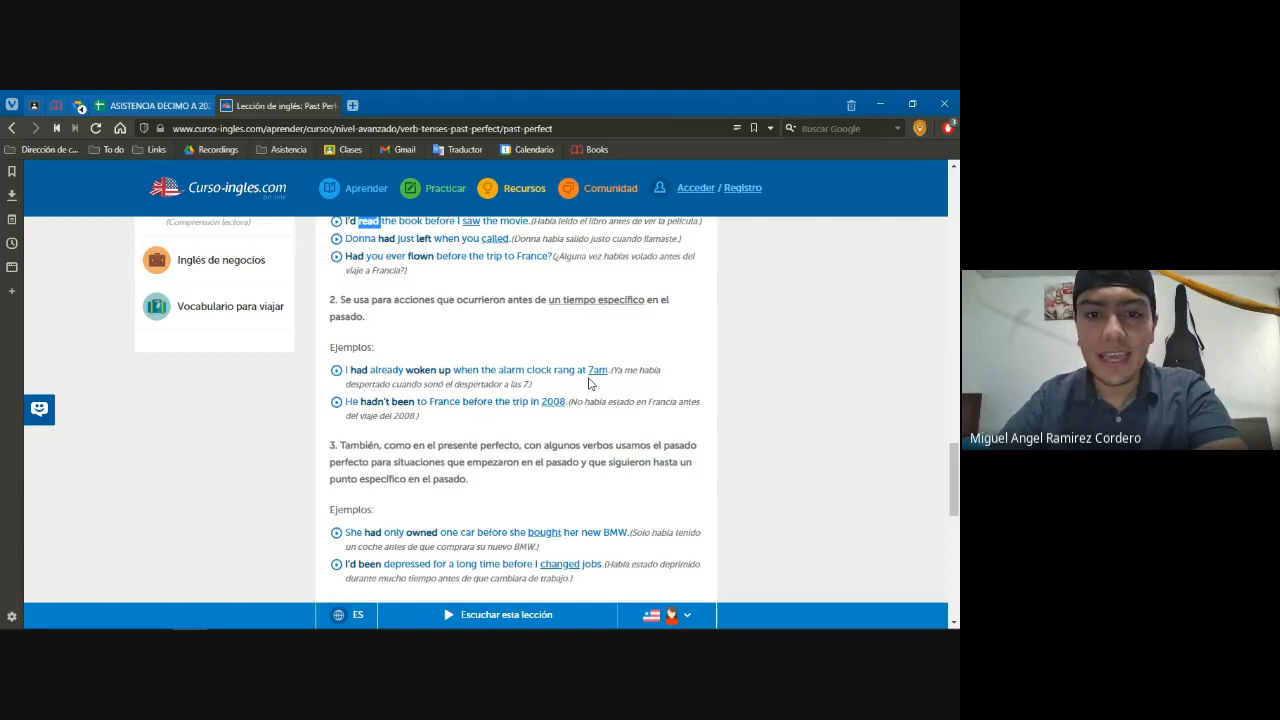 ASISTENCIA DECIMO A 202
Lección de inglés: Past Perf
www.curso-ingles.com/aprender/cursos/nivel-avanzado/verb-tenses-past-perfect/past-perfect
Buscar Google
3
Dirección de c...
To do
Links
Recordings
Asistencia
Clases
Gmail
Traductor
Calendario
Books
Curso-ingles.com
on-line
Aprender
Practicar
Recursos
Comunidad
Acceder / Registro
(Comprensión lectora)
Inglés de negocios
Vocabulario para viajar
I'd read the book before I saw the movie.(Había leído el libro antes de ver la película.)
Donna had just left when you called.(Donna había salido justo cuando llamaste.)
Had you ever flown before the trip to France?(¿Alguna vez habías volado antes del
viaje a Francia?)
2. Se usa para acciones que ocurrieron antes de un tiempo específico en el
pasado.
Ejemplos:
I had already woken up when the alarm clock rang at 7am.(Ya me había
despertado cuando sonó el despertador a las 7.)
He hadn't been to France before the trip in 2008.(No había estado en Francia antes
del viaje del 2008.)
3. También, como en el presente perfecto, con algunos verbos usamos el pasado
perfecto para situaciones que empezaron en el pasado y que siguieron hasta un
punto específico en el pasado.
Ejemplos:
She had only owned one car before she bought her new BMW.(Solo había tenido
un coche antes de que comprara su nuevo BMW.)
I'd been depressed for a long time before I changed jobs.(Había estado deprimido
durante mucho tiempo antes de que cambiara de trabajo.)
ES
Escuchar esta lección
Miguel Angel Ramirez Cordero